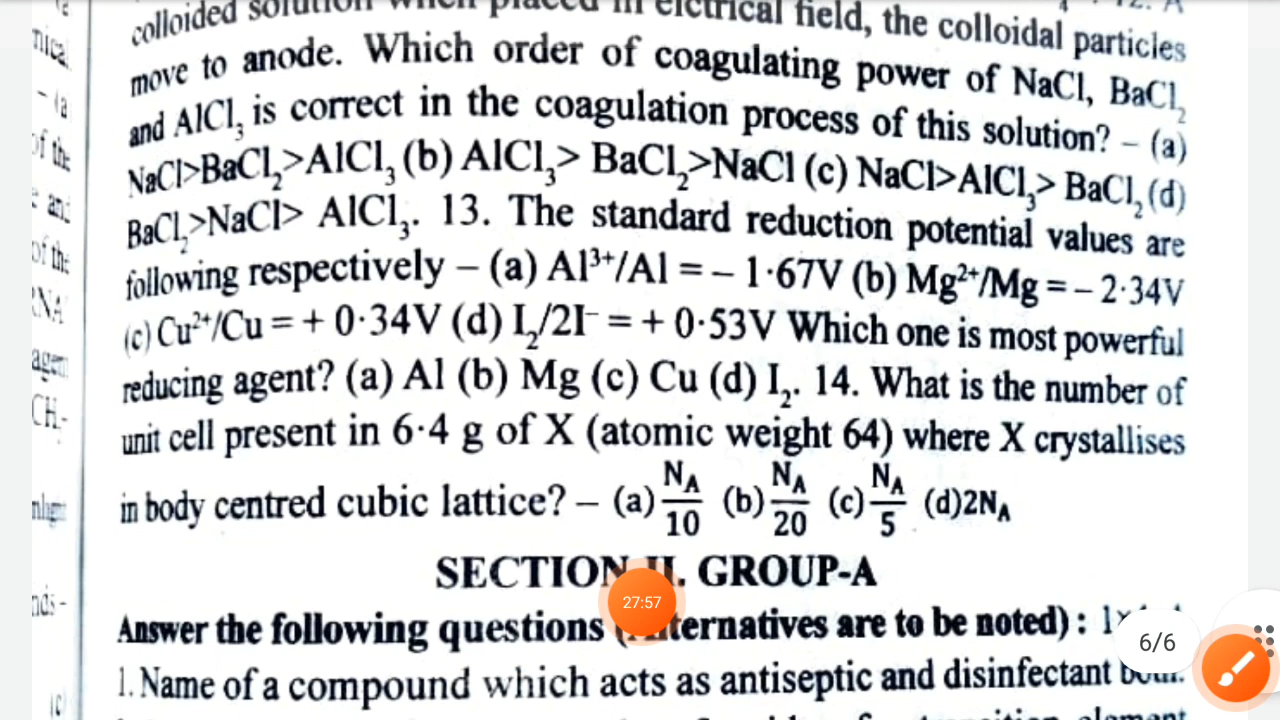 colloided solution when placed in elctrical field, the colloidal particles
move to anode. Which order of coagulating power of NaCl, BaCl₂
and AlCl₃ is correct in the coagulation process of this solution? – (a)
NaCl>BaCl₂>AlCl₃ (b) AlCl₃> BaCl₂>NaCl (c) NaCl>AlCl₃> BaCl₂ (d)
BaCl₂>NaCl> AlCl₃. 13. The standard reduction potential values are
following respectively – (a) Al³⁺/Al = – 1·67V (b) Mg²⁺/Mg = – 2·34V
(c) Cu²⁺/Cu = + 0·34V (d) I₂/2I⁻ = + 0·53V Which one is most powerful
reducing agent? (a) Al (b) Mg (c) Cu (d) I₂. 14. What is the number of
unit cell present in 6·4 g of X (atomic weight 64) where X crystallises
in body centred cubic lattice? – (a) N_A/10 (b) N_A/20 (c) N_A/5 (d)2N_A
SECTION II. GROUP-A
27:57
Answer the following questions (Alternatives are to be noted) :
6/6
1. Name of a compound which acts as antiseptic and disinfectant